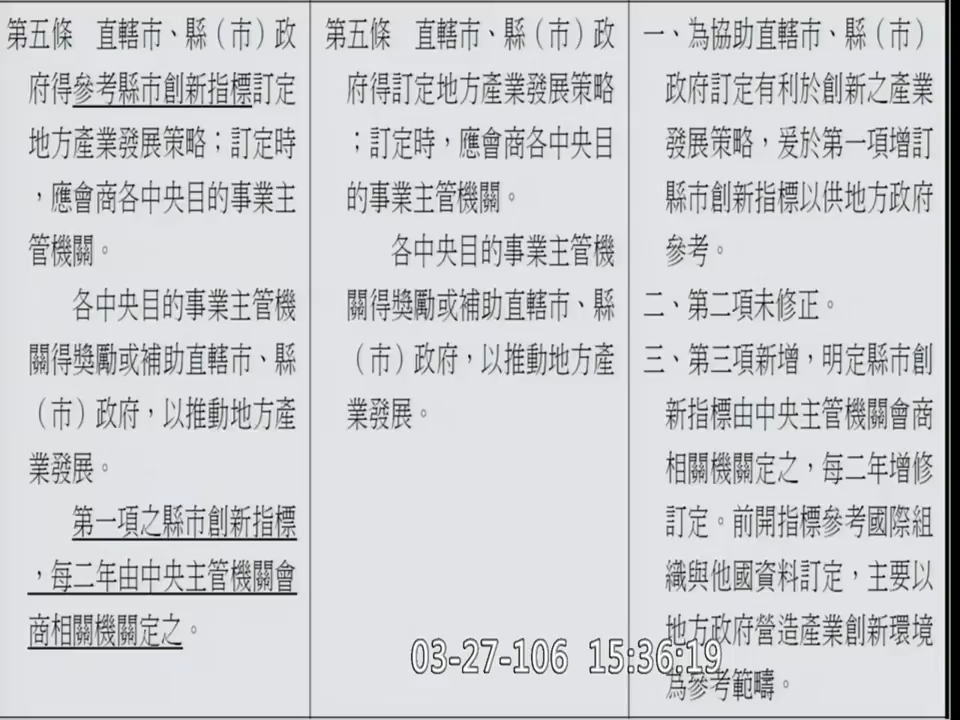 第五條　直轄市、縣（市）政
府得參考縣市創新指標訂定
地方產業發展策略；訂定時
，應會商各中央目的事業主
管機關。
各中央目的事業主管機
關得獎勵或補助直轄市、縣
（市）政府，以推動地方產
業發展。
第一項之縣市創新指標
，每二年由中央主管機關會
商相關機關定之。
第五條　直轄市、縣（市）政
府得訂定地方產業發展策略
；訂定時，應會商各中央目
的事業主管機關。
各中央目的事業主管機
關得獎勵或補助直轄市、縣
（市）政府，以推動地方產
業發展。
一、為協助直轄市、縣（市）
政府訂定有利於創新之產業
發展策略，爰於第一項增訂
縣市創新指標以供地方政府
參考。
二、第二項未修正。
三、第三項新增，明定縣市創
新指標由中央主管機關會商
相關機關定之，每二年增修
訂定。前開指標參考國際組
織與他國資料訂定，主要以
地方政府營造產業創新環境
為參考範疇。
03-27-106 15:36:19